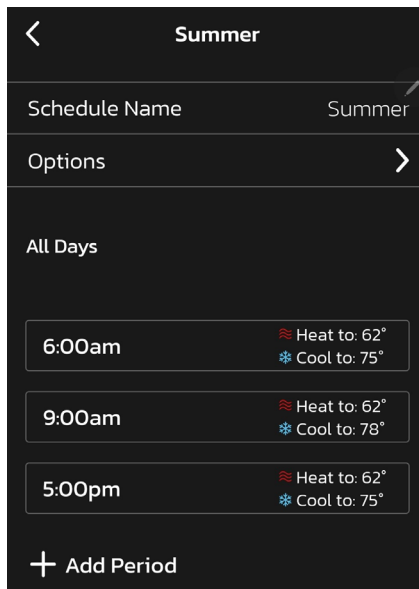 Summer
Schedule Name Summer
Options
All Days
6:00am Heat to: 62°
Cool to: 75°
9:00am Heat to: 62°
Cool to: 78°
5:00pm Heat to: 62°
Cool to: 75°
+ Add Period